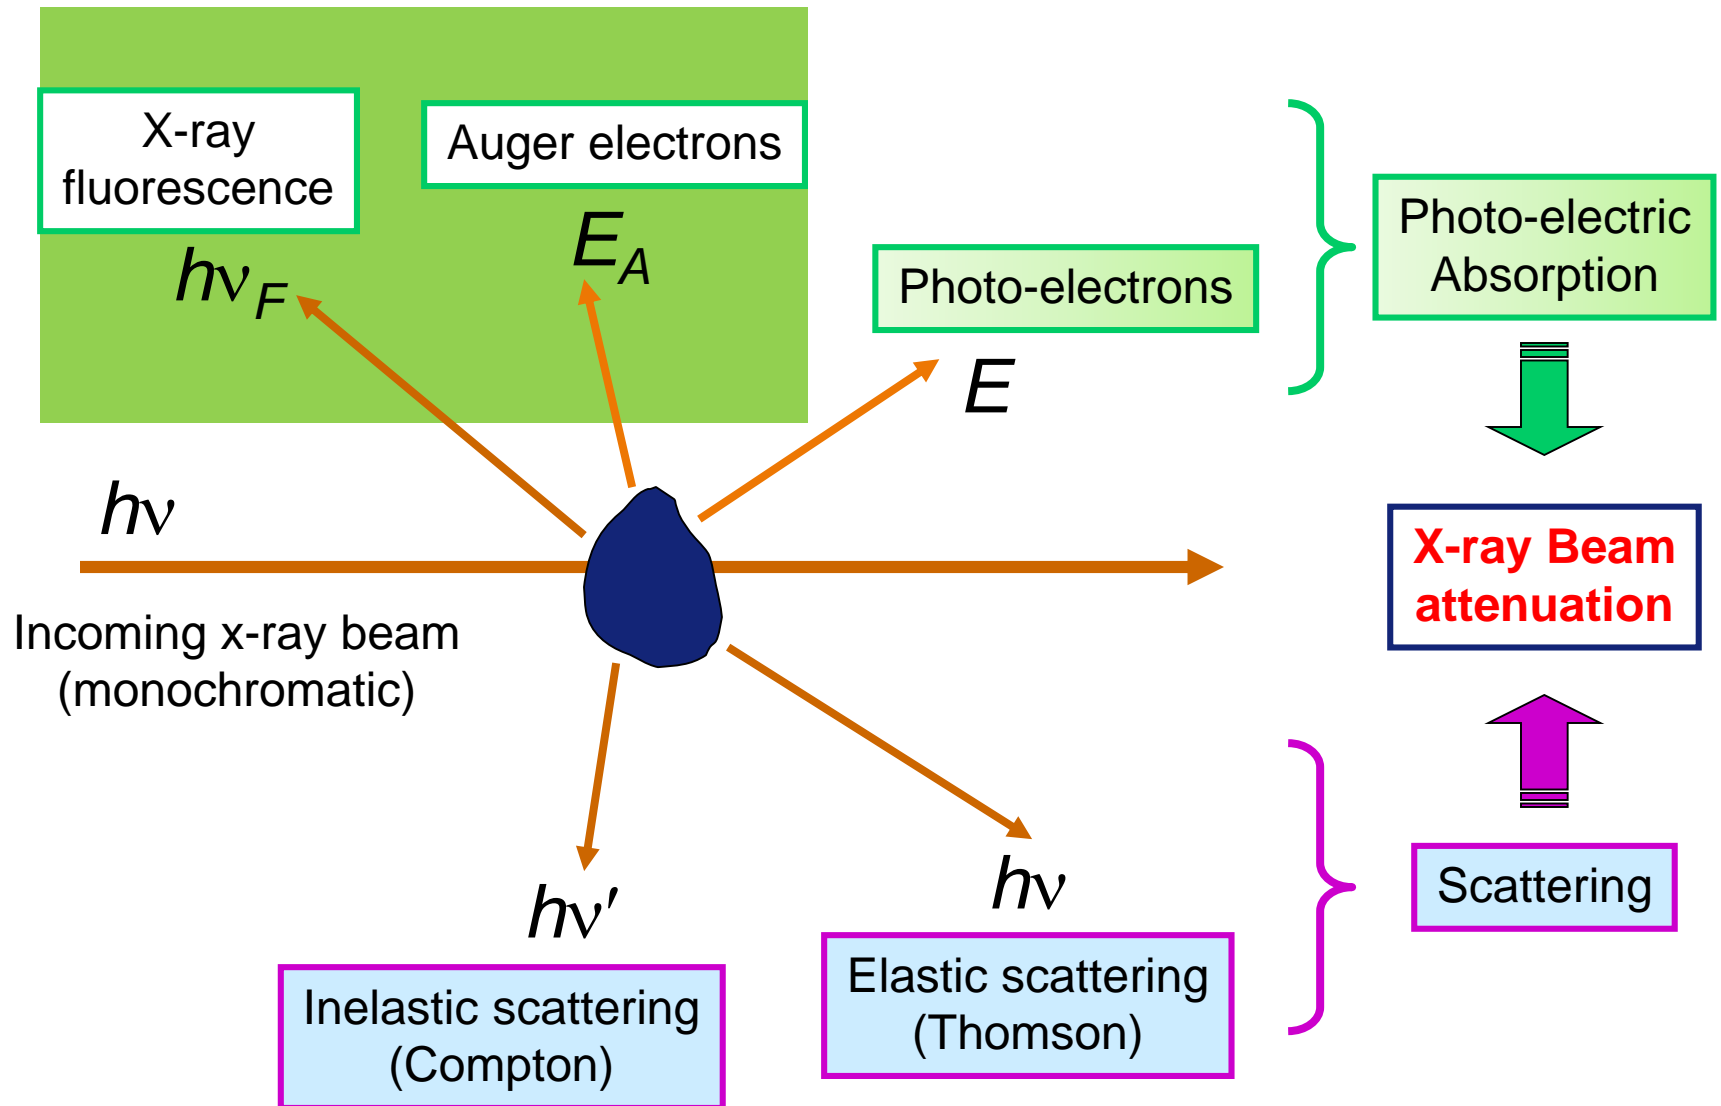 X-ray
fluorescence
hν_F
Auger electrons
E_A
Photo-electrons
E
Photo-electric
Absorption
hν
Incoming x-ray beam
(monochromatic)
X-ray Beam
attenuation
hν′
Inelastic scattering
(Compton)
hν
Elastic scattering
(Thomson)
Scattering